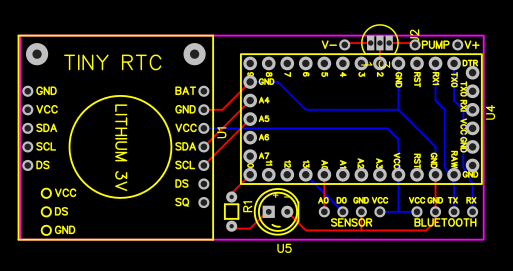 V- PUMP V+
U2
TINY RTC
9 8 7 6 5 4 3 2 GND RST RX1 TX0 DTR
GND BAT GND TX0
VCC GND A4 RXI
SDA VCC U1 A5 VCC U4
SCL SDA A6 GND
DS SCL A7 GND
LITHIUM 3V
10 11 12 13 A0 A1 A2 A3 VCC RST GND RAW GND
DS
VCC SQ
DS R1 A0 D0 GND VCC VCC GND TX RX
GND SENSOR BLUETOOTH
U5